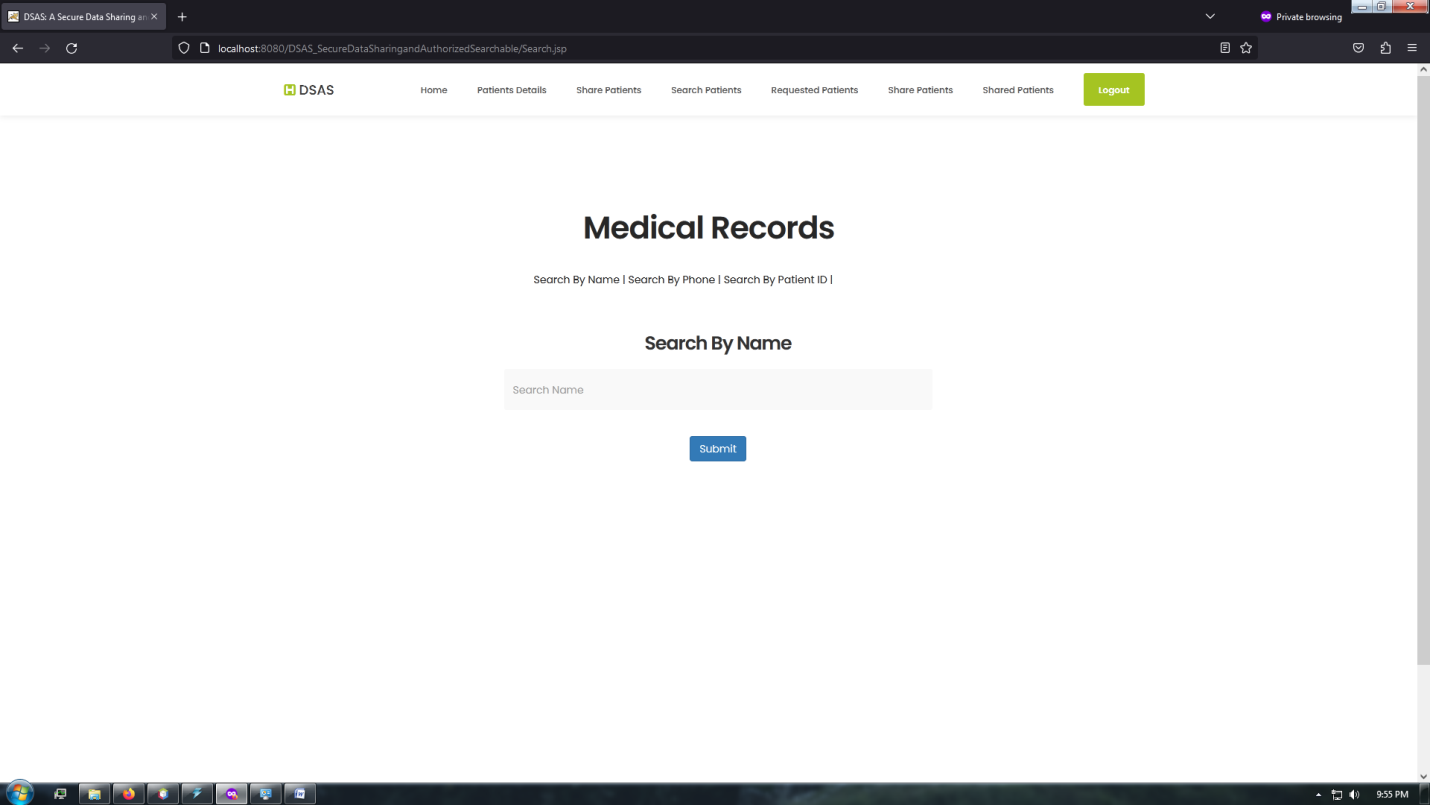 DSAS: A Secure Data Sharing an
Private browsing
localhost:8080/DSAS_SecureDataSharingandAuthorizedSearchable/Search.jsp
H DSAS
Home
Patients Details
Share Patients
Search Patients
Requested Patients
Share Patients
Shared Patients
Logout
Medical Records
Search By Name | Search By Phone | Search By Patient ID |
Search By Name
Search Name
Submit
9:55 PM